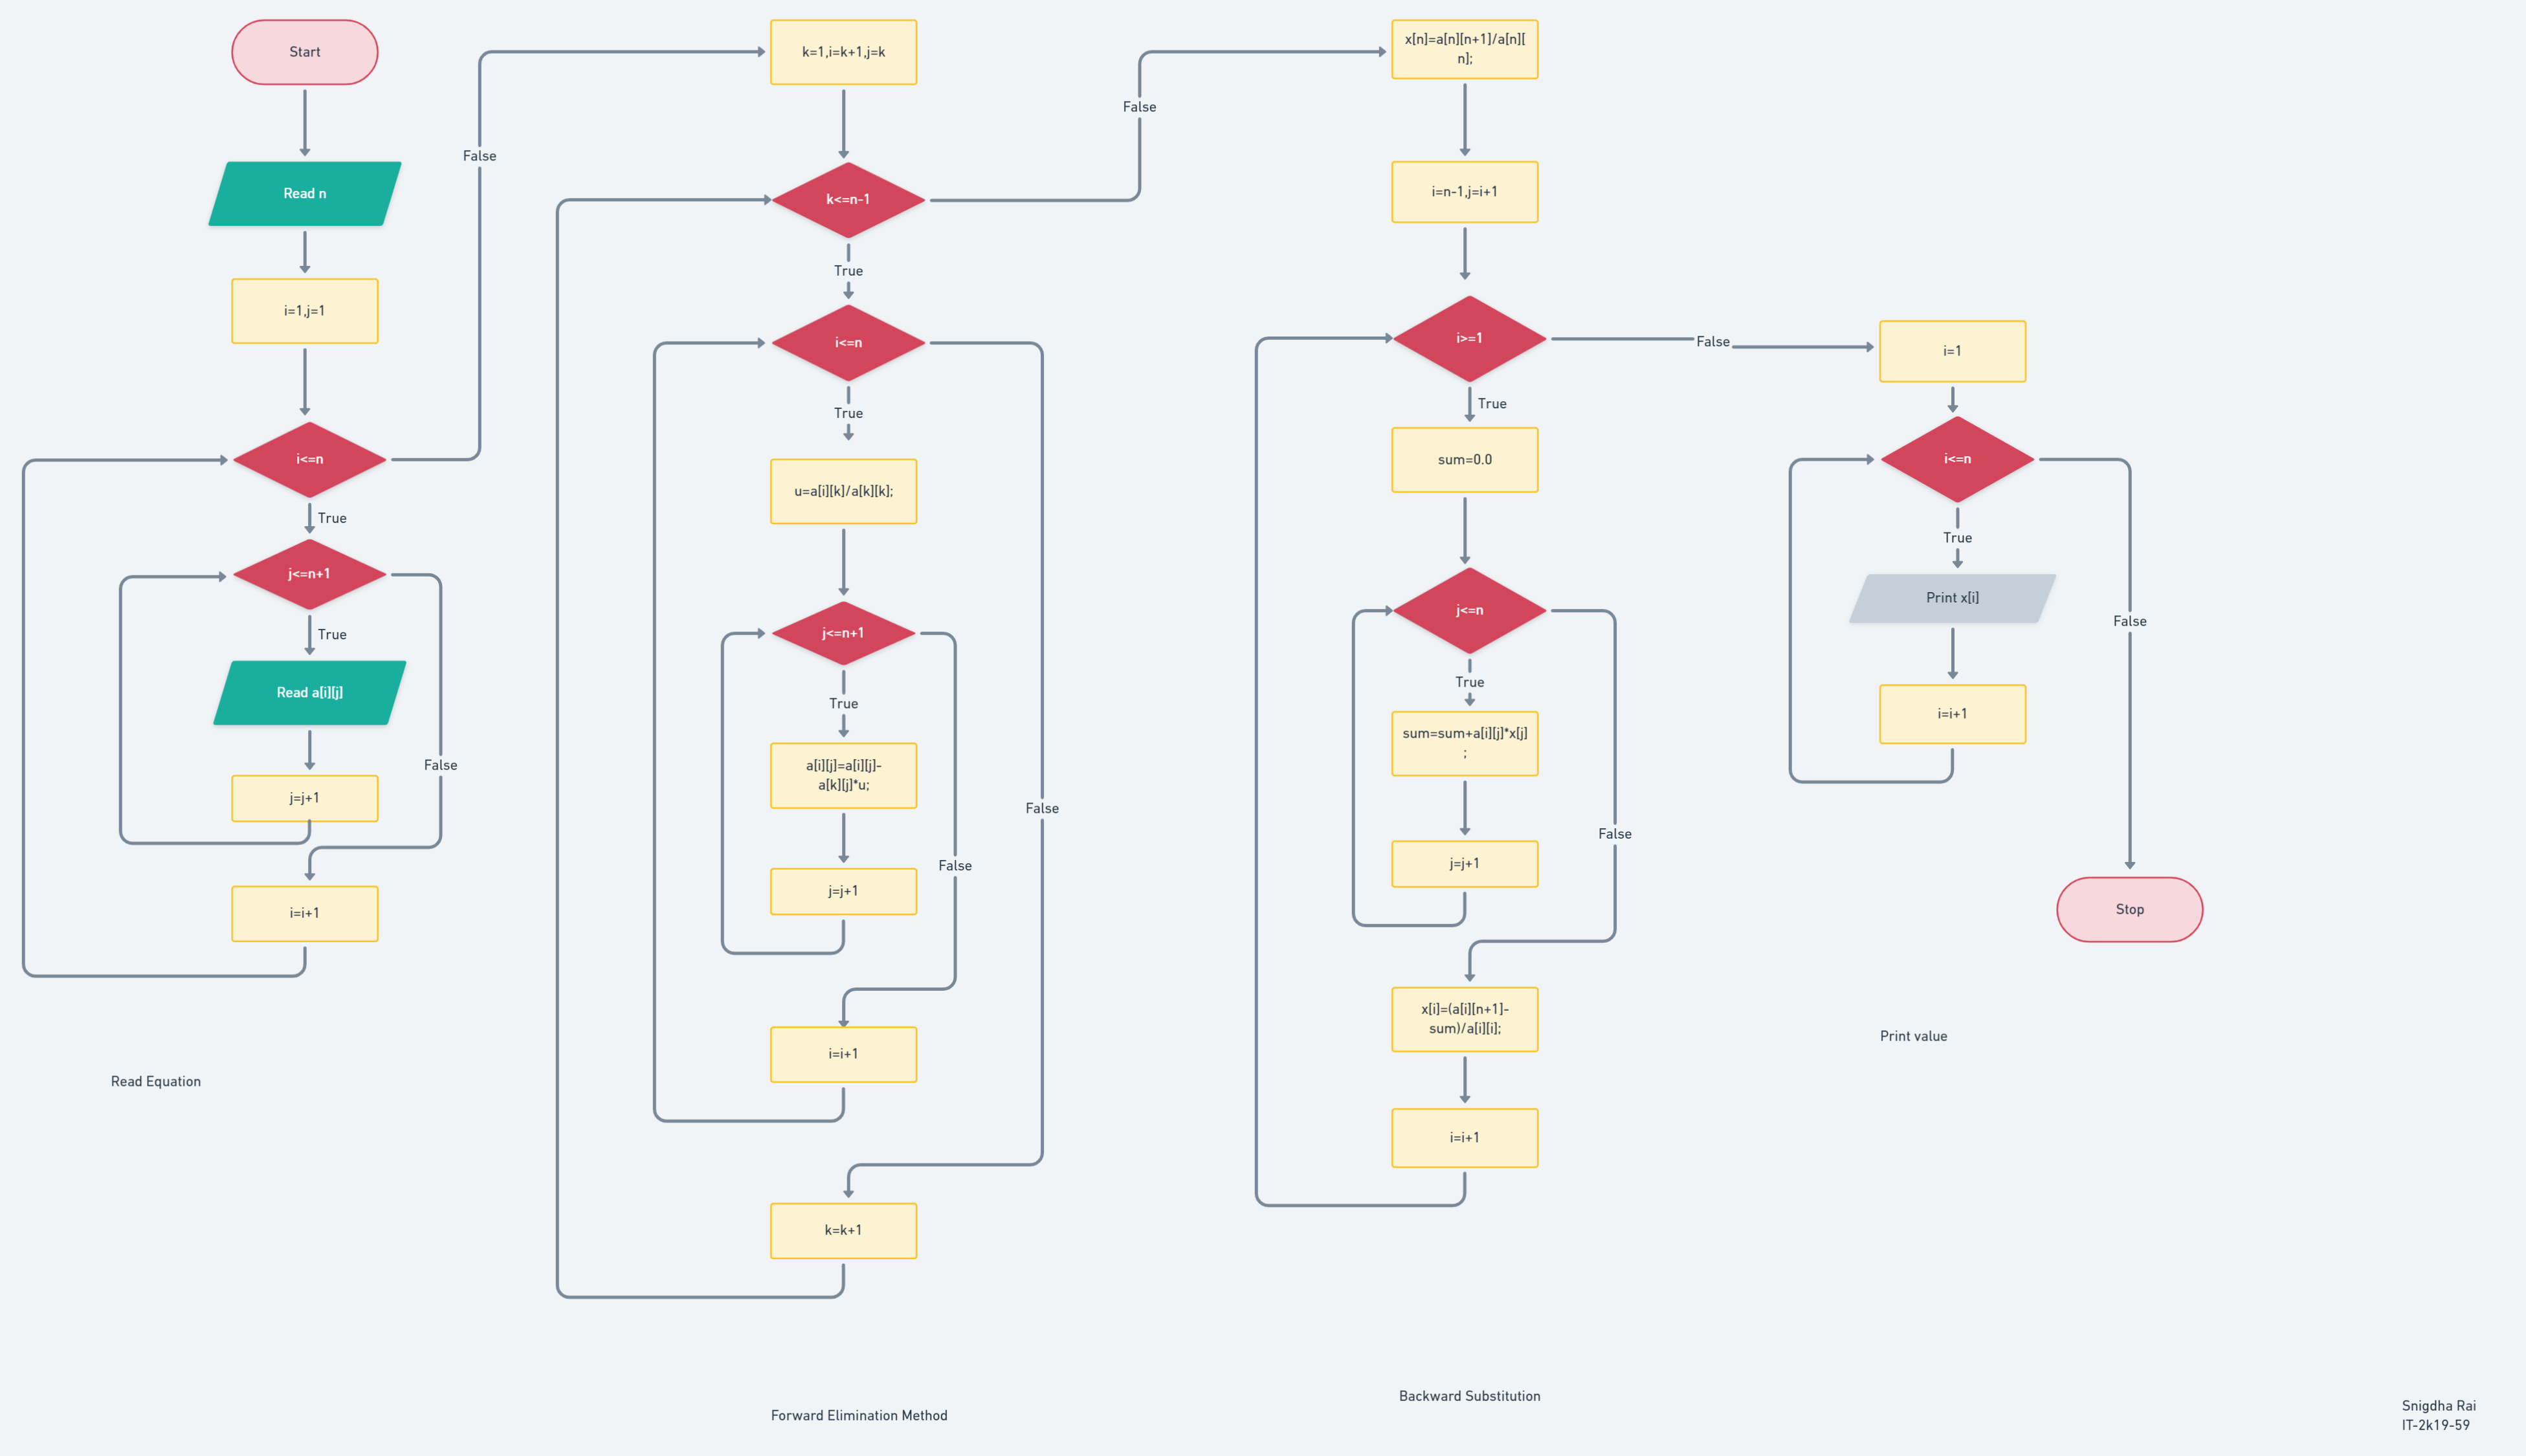 Start
Read n
i=1,j=1
i<=n
False
True
j<=n+1
True
Read a[i][j]
j=j+1
False
i=i+1
Read Equation
k=1,i=k+1,j=k
k<=n-1
False
True
i<=n
True
u=a[i][k]/a[k][k];
j<=n+1
True
a[i][j]=a[i][j]-
a[k][j]*u;
j=j+1
False
i=i+1
False
k=k+1
Forward Elimination Method
x[n]=a[n][n+1]/a[n][
n];
i=n-1,j=i+1
i>=1
False
True
sum=0.0
j<=n
True
sum=sum+a[i][j]*x[j]
;
j=j+1
False
x[i]=(a[i][n+1]-
sum)/a[i][i];
i=i+1
Backward Substitution
i=1
i<=n
True
Print x[i]
i=i+1
False
Stop
Print value
Snigdha Rai
IT-2k19-59